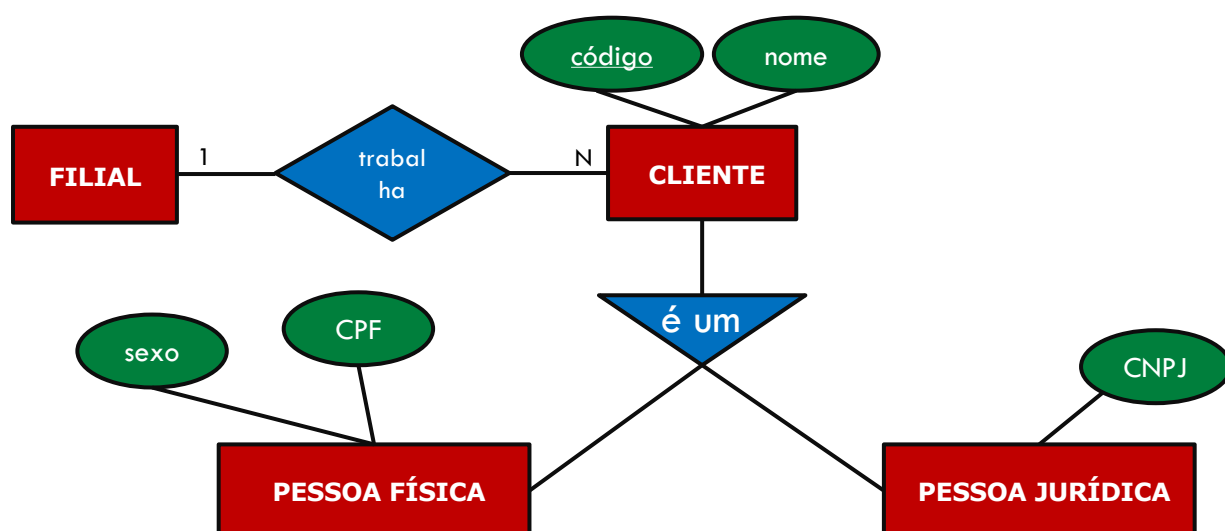 código
nome
FILIAL
1
trabal
ha
N
CLIENTE
é um
sexo
CPF
CNPJ
PESSOA FÍSICA
PESSOA JURÍDICA